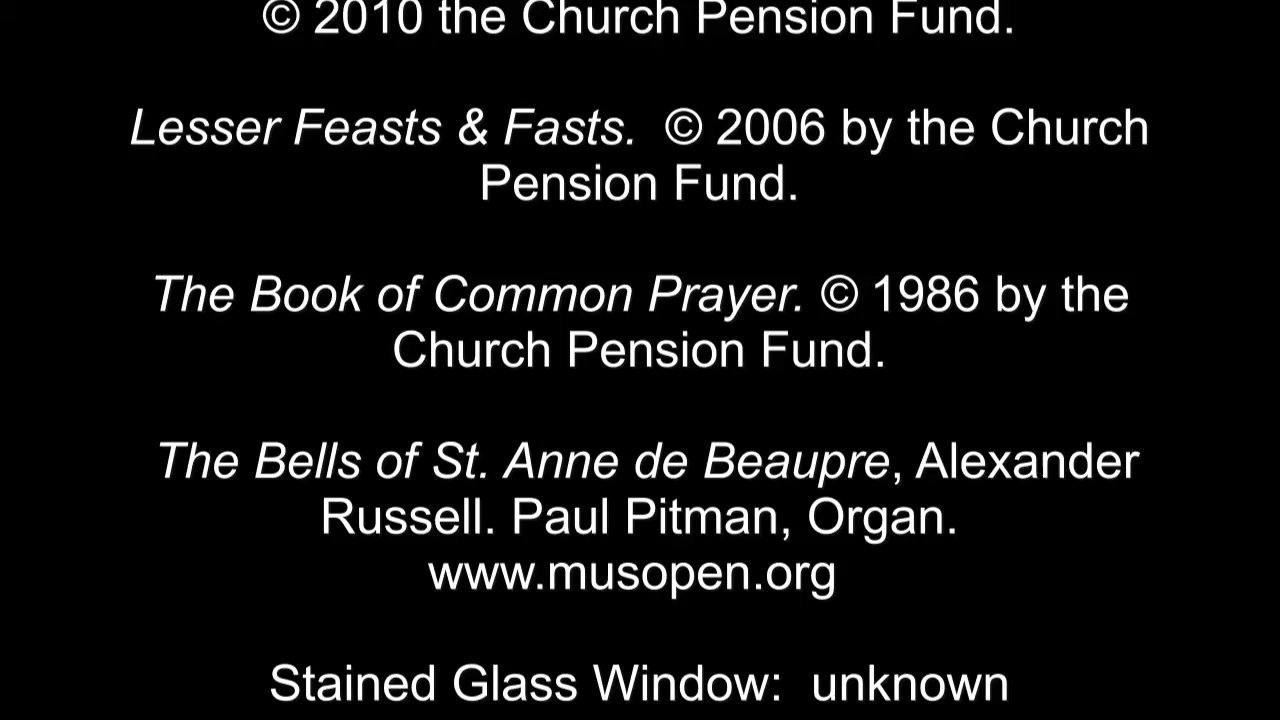 © 2010 the Church Pension Fund.
Lesser Feasts & Fasts. © 2006 by the Church
Pension Fund.
The Book of Common Prayer. © 1986 by the
Church Pension Fund.
The Bells of St. Anne de Beaupre, Alexander
Russell. Paul Pitman, Organ.
www.musopen.org
Stained Glass Window: unknown